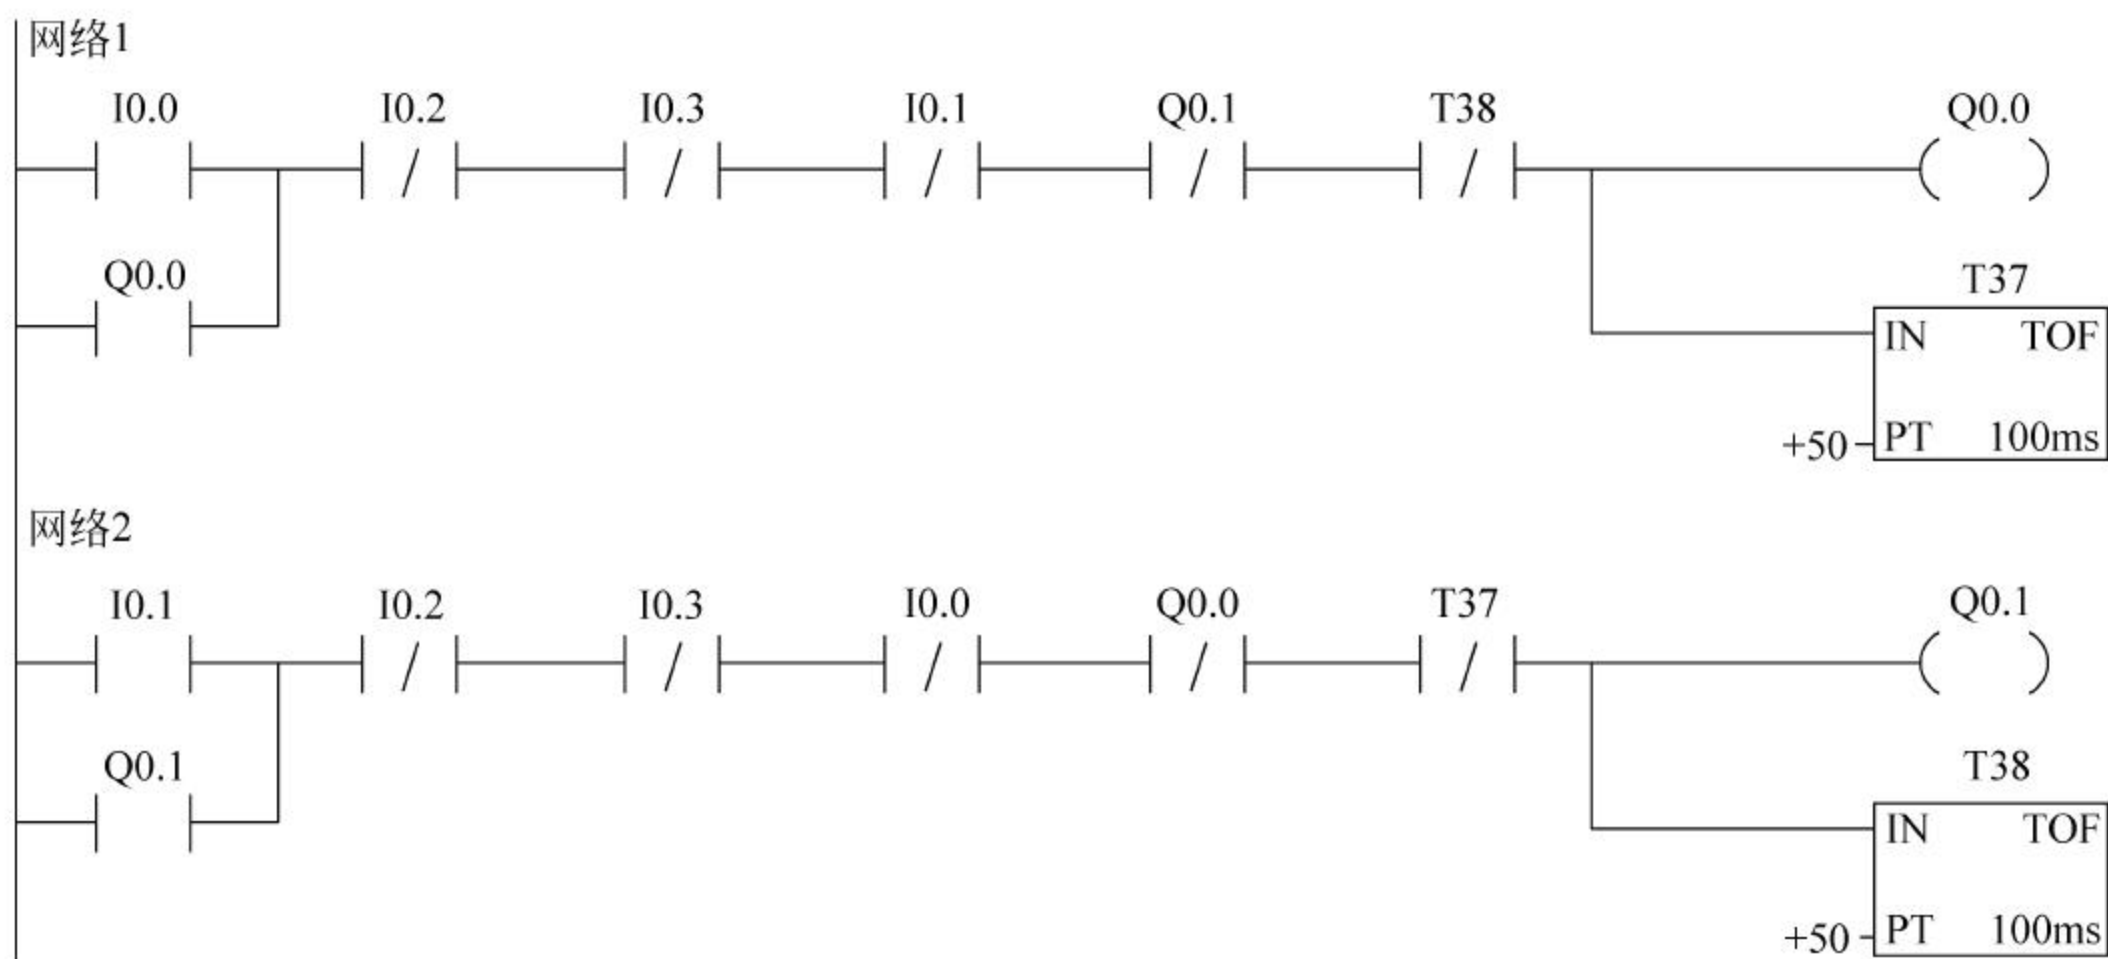 网络1
I0.0 I0.2 I0.3 I0.1 Q0.1 T38 Q0.0
Q0.0 T37
IN TOF
+50 PT 100ms
网络2
I0.1 I0.2 I0.3 I0.0 Q0.0 T37 Q0.1
Q0.1 T38
IN TOF
+50 PT 100ms